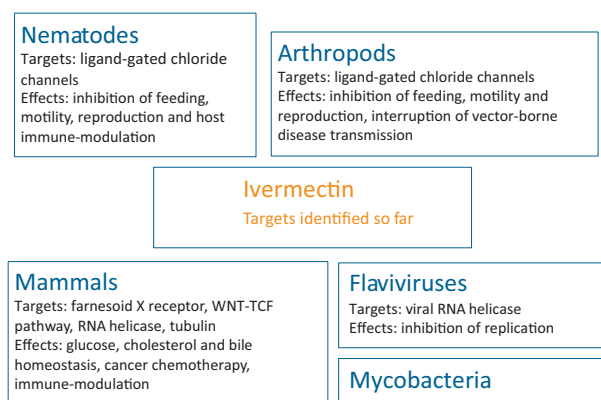 Nematodes
Targets: ligand-gated chloride
channels
Effects: inhibition of feeding,
motility, reproduction and host
immune-modulation
Arthropods
Targets: ligand-gated chloride channels
Effects: inhibition of feeding, motility and
reproduction, interruption of vector-borne
disease transmission
Ivermectin
Targets identified so far
Mammals
Targets: farnesoid X receptor, WNT-TCF
pathway, RNA helicase, tubulin
Effects: glucose, cholesterol and bile
homeostasis, cancer chemotherapy,
immune-modulation
Flaviviruses
Targets: viral RNA helicase
Effects: inhibition of replication
Mycobacteria